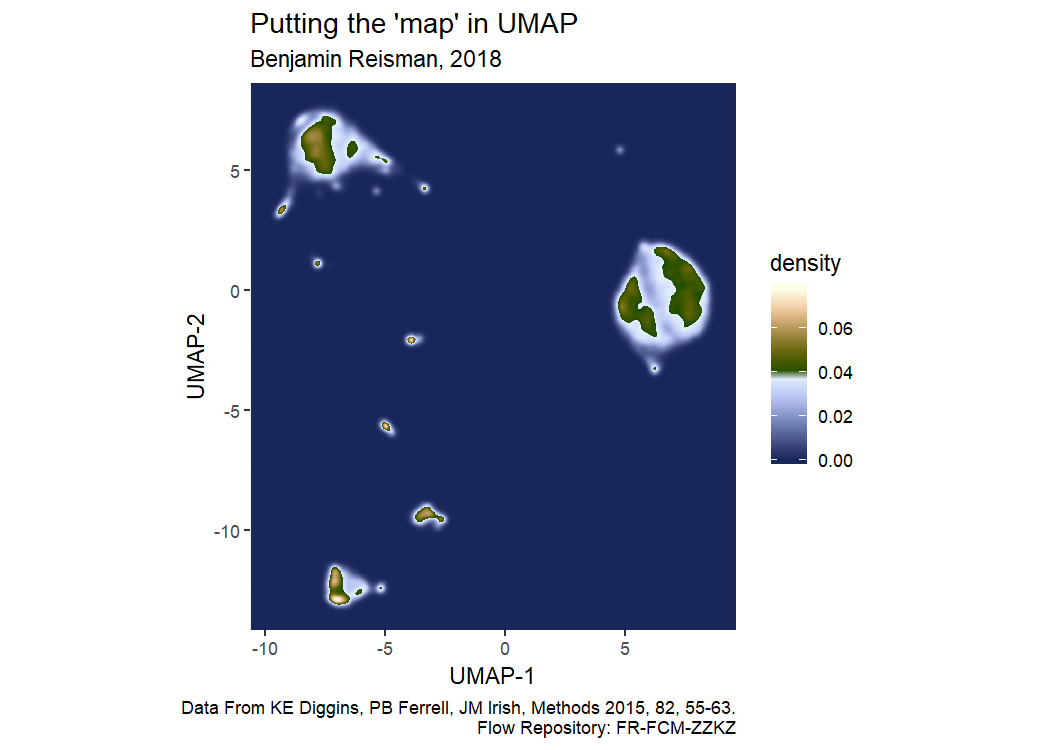 Putting the 'map' in UMAP
Benjamin Reisman, 2018
5
0
-5
-10
UMAP-2
-10
-5
0
5
UMAP-1
density
0.06
0.04
0.02
0.00
Data From KE Diggins, PB Ferrell, JM Irish, Methods 2015, 82, 55-63.
Flow Repository: FR-FCM-ZZKZ